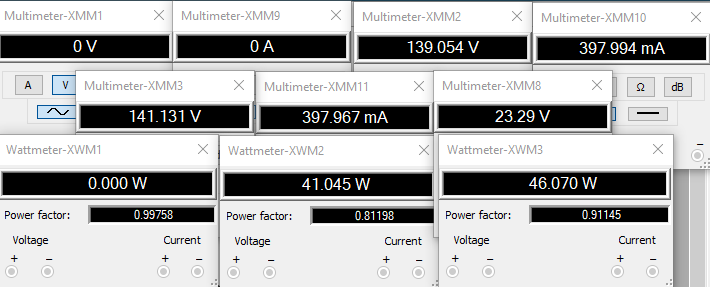 Multimeter-XMM1
0 V
Multimeter-XMM9
0 A
Multimeter-XMM2
139.054 V
Multimeter-XMM10
397.994 mA
A
V
Ω
dB
Multimeter-XMM3
141.131 V
Multimeter-XMM11
397.967 mA
Multimeter-XMM8
23.29 V
Wattmeter-XWM1
0.000 W
Power factor: 0.99758
Voltage Current
+ − + −
Wattmeter-XWM2
41.045 W
Power factor: 0.81198
Voltage Current
+ − + −
Wattmeter-XWM3
46.070 W
Power factor: 0.91145
Voltage Current
+ − + −
−